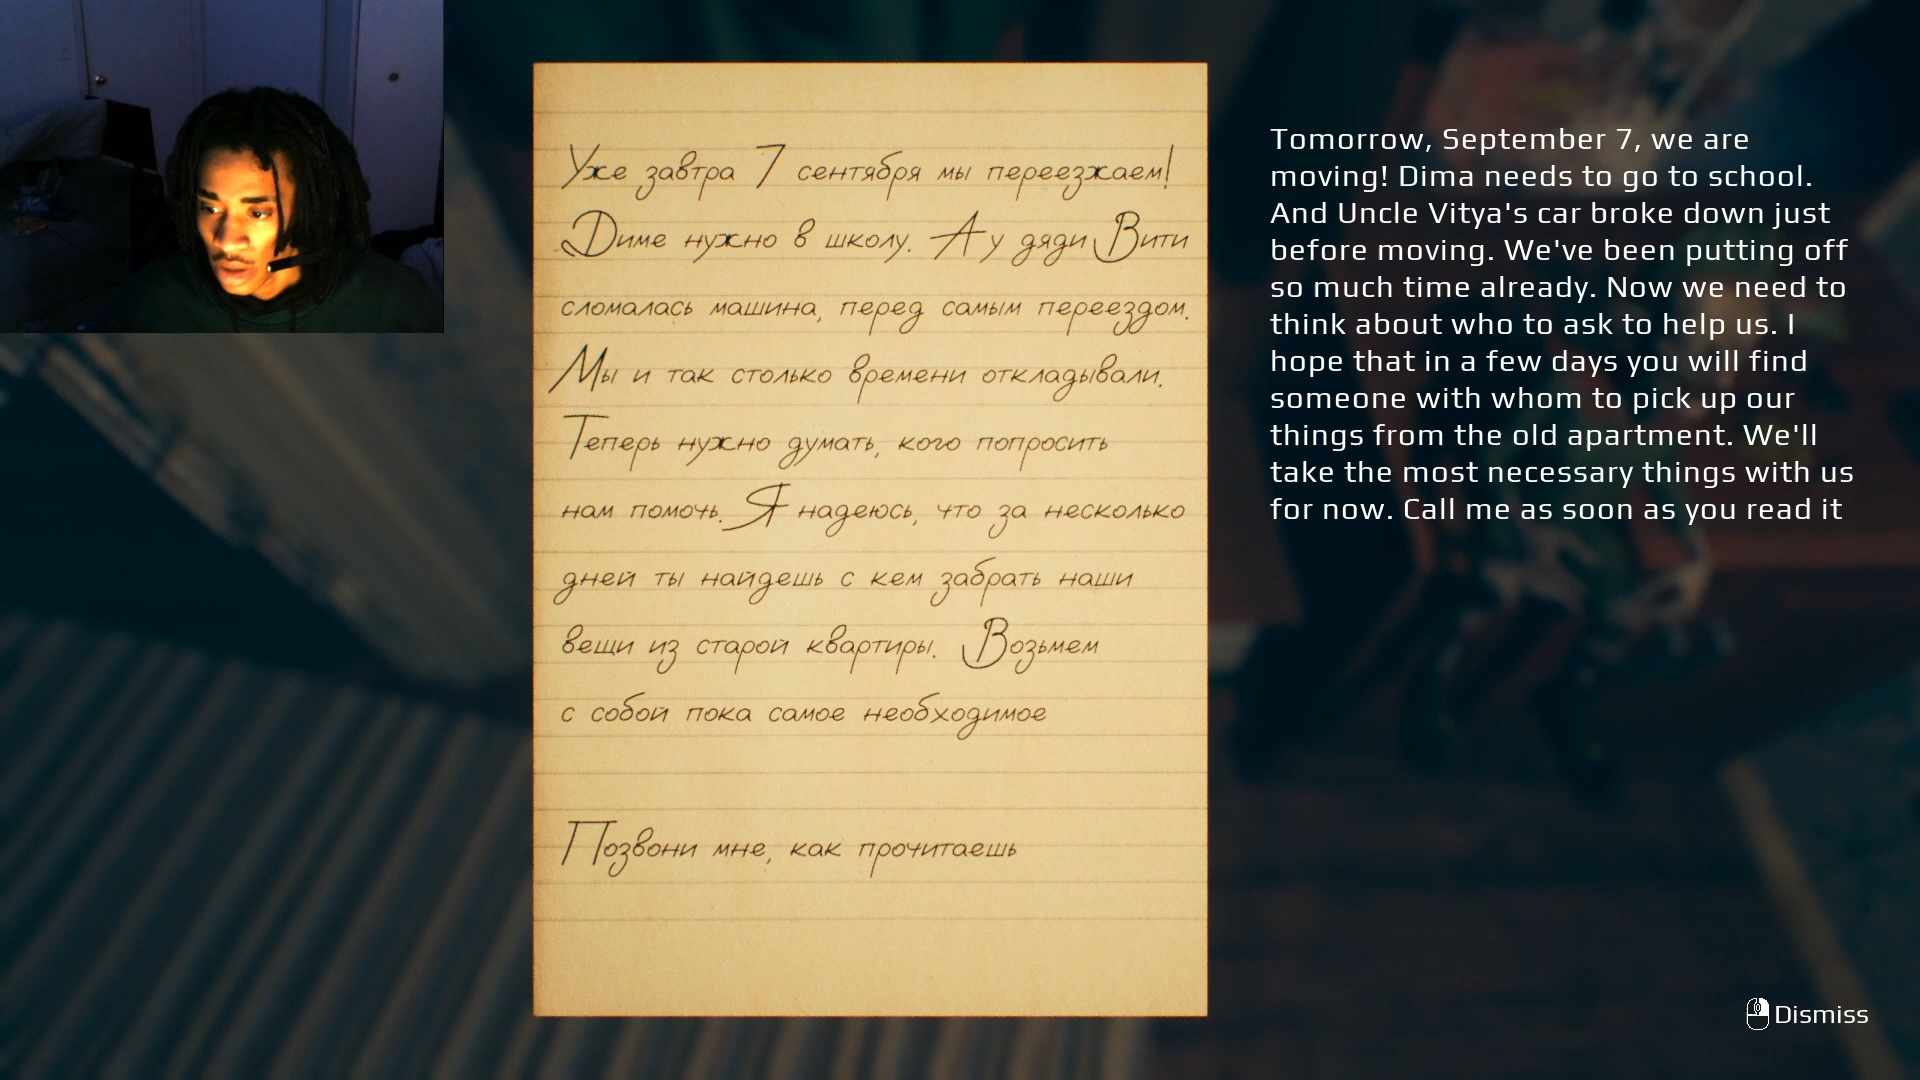 Уже завтра 7 сентября мы переезжаем!
Диме нужно в школу. А у дяди Вити
сломалась машина, перед самым переездом.
Мы и так столько времени откладывали.
Теперь нужно думать, кого попросить
нам помочь. Я надеюсь, что за несколько
дней ты найдешь с кем забрать наши
вещи из старой квартиры. Возьмем
с собой пока самое необходимое
Позвони мне, как прочитаешь
Tomorrow, September 7, we are
moving! Dima needs to go to school.
And Uncle Vitya's car broke down just
before moving. We've been putting off
so much time already. Now we need to
think about who to ask to help us. I
hope that in a few days you will find
someone with whom to pick up our
things from the old apartment. We'll
take the most necessary things with us
for now. Call me as soon as you read it
Dismiss